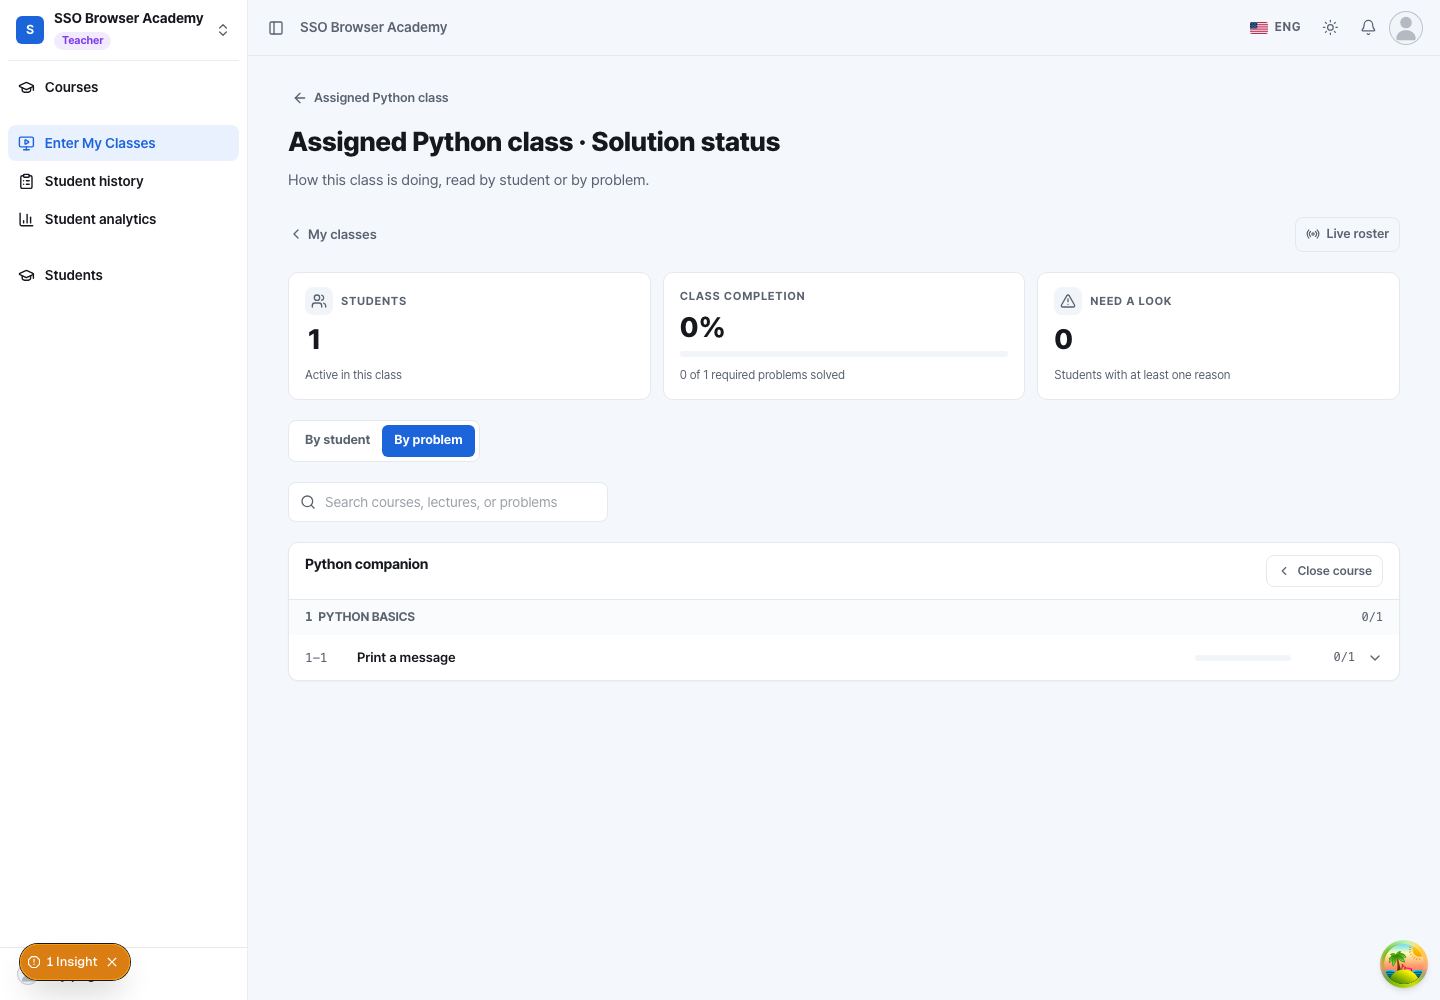 S
SSO Browser Academy
Teacher
SSO Browser Academy
ENG
Courses
Enter My Classes
Student history
Student analytics
Students
Assigned Python class
Assigned Python class · Solution status
How this class is doing, read by student or by problem.
My classes
Live roster
STUDENTS
1
Active in this class
CLASS COMPLETION
0%
0 of 1 required problems solved
NEED A LOOK
0
Students with at least one reason
By student
By problem
Search courses, lectures, or problems
Python companion
Close course
1 PYTHON BASICS
0/1
1-1
Print a message
0/1
1 Insight